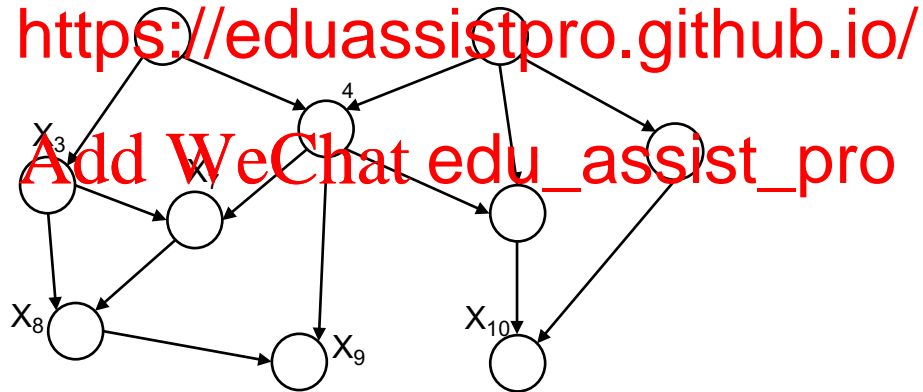 https://eduassistpro.github.io/
4
X3
Add WeChat edu_assist_pro
X8
X9
X10